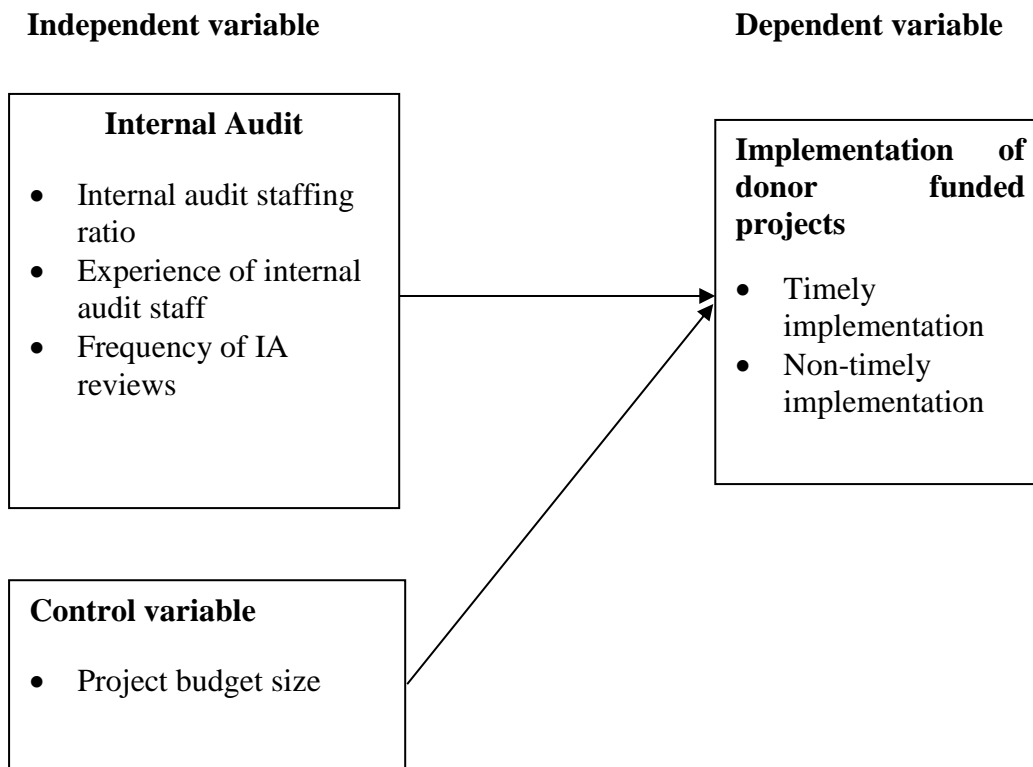 Independent variable
Dependent variable
Internal Audit
• Internal audit staffing
ratio
• Experience of internal
audit staff
• Frequency of IA
reviews
Implementation of
donor funded
projects
• Timely
implementation
• Non-timely
implementation
Control variable
• Project budget size